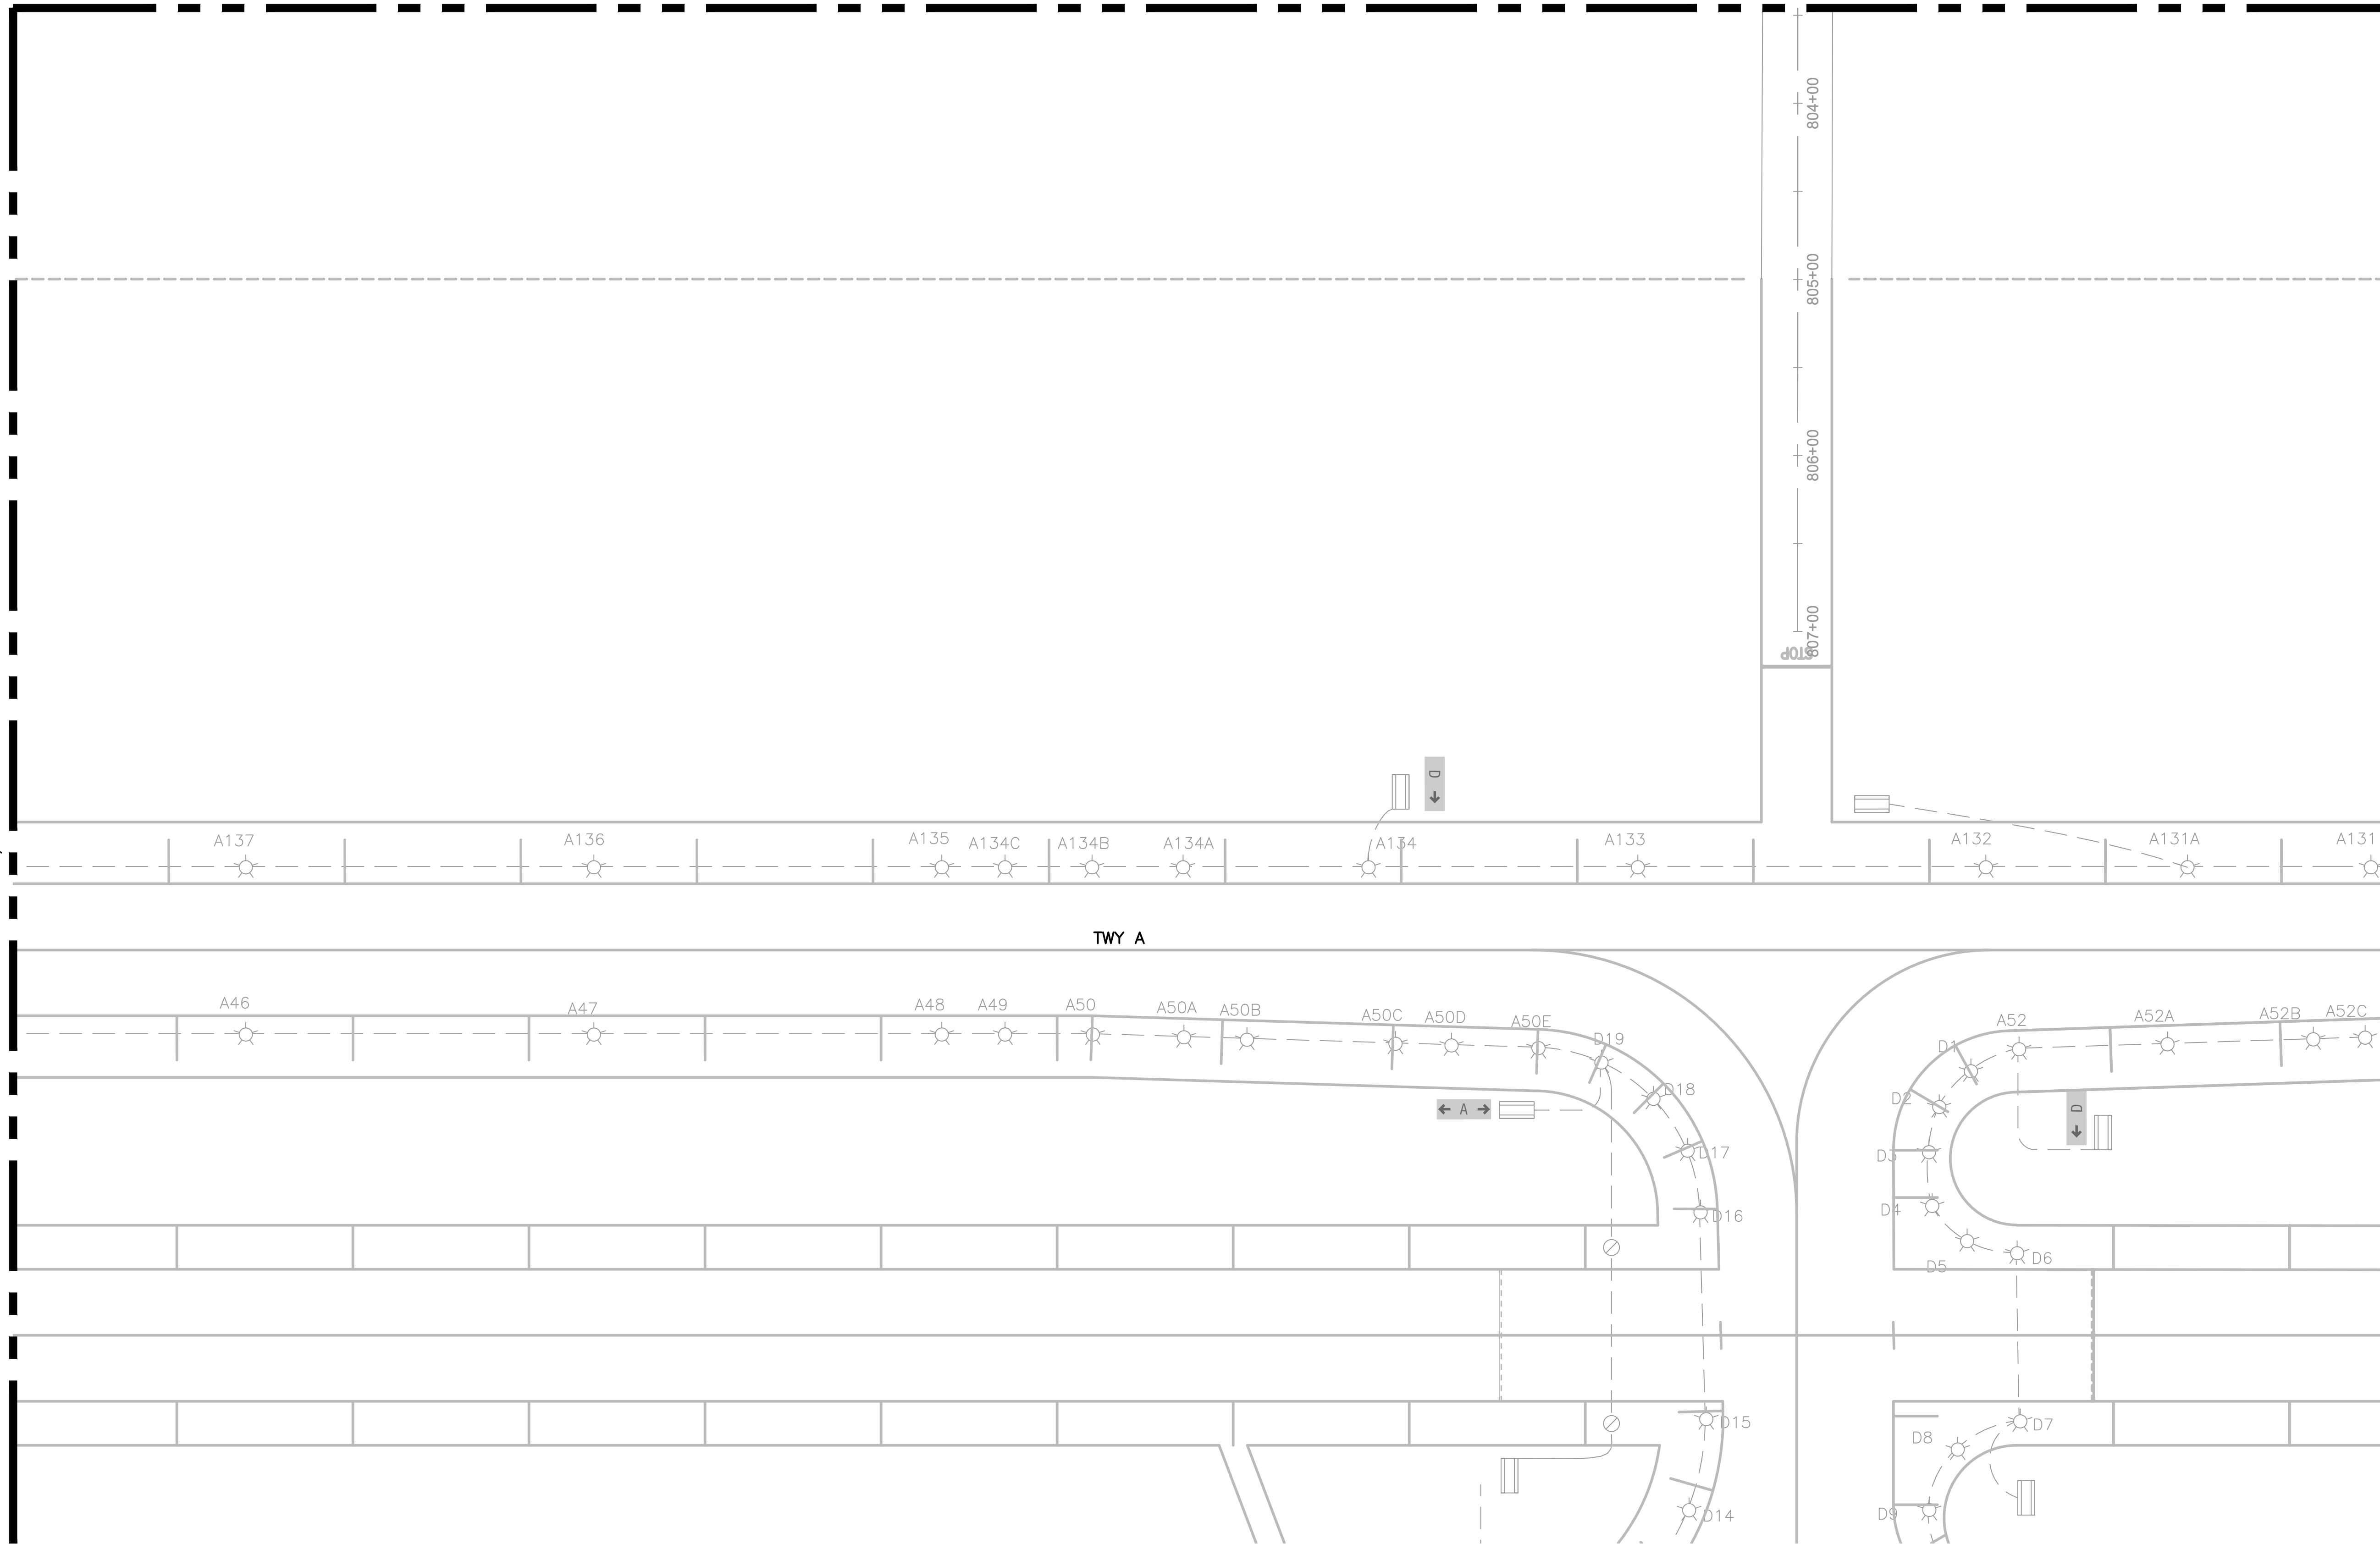 804+00
805+00
806+00
807+00
STOP
D
A137
A136
A135
A134C
A134B
A134A
A134
A133
A132
A131A
A131
TWY A
A46
A47
A48
A49
A50
A50A
A50B
A50C
A50D
A50E
D19
D1
A52
A52A
A52B
A52C
A
D18
D2
D
D17
D3
D16
D4
D5
D6
D15
D8
D7
D14
D9